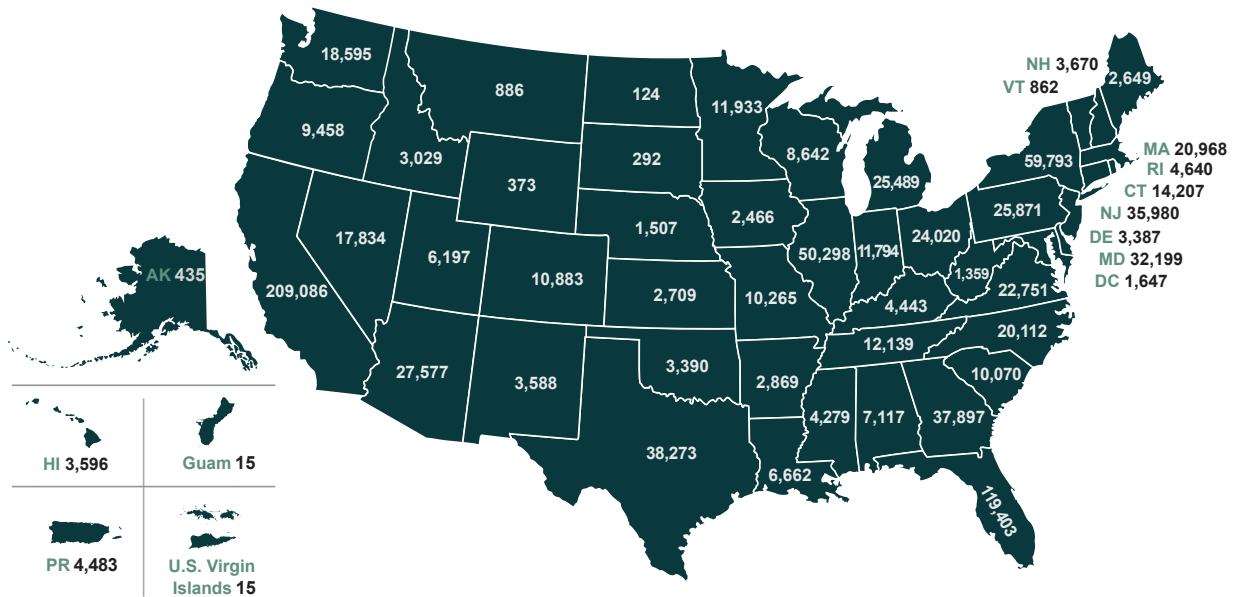 NH 3,670
VT 862
2,649
18,595
886
124
11,933
9,458
3,029
292
8,642
59,793
MA 20,968
RI 4,640
CT 14,207
NJ 35,980
DE 3,387
MD 32,199
DC 1,647
373
25,489
25,871
1,507
2,466
17,834
6,197
10,883
50,298
11,794
24,020
1,359
22,751
AK 435
209,086
2,709
10,265
4,443
20,112
12,139
27,577
3,588
3,390
2,869
10,070
4,279
7,117
37,897
38,273
6,662
119,403
HI 3,596
Guam 15
PR 4,483
U.S. Virgin
Islands 15